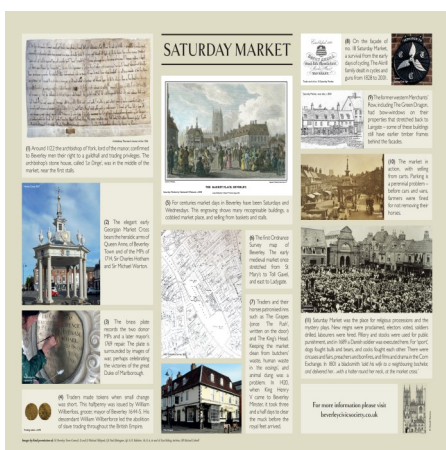 SATURDAY MARKET
(1) Around 1122 the archbishop of York, lord of the manor, confirmed
to Beverley men their right to a guildhall and trading privileges. The
archbishop's stone house, called 'Le Dings', was in the middle of the
market, near the first stalls.
(2) The elegant early
Georgian Market Cross
bears the heraldic arms of
Queen Anne, of Beverley
Town and of the MPs of
1714, Sir Charles Hotham
and Sir Michael Warton.
(3) The brass plate
records the two donor
MPs and a later mayor's
1769 repair. The plate is
surrounded by images of
war, perhaps celebrating
the victories of the great
Duke of Marlborough.
(4) Traders made tokens when small change
was short. This halfpenny was issued by William
Wilberfoss, grocer, mayor of Beverley 1644-5. His
descendant William Wilberforce led the abolition
of slave trading throughout the British Empire.
THE MARKET PLACE, BEVERLEY
(5) For centuries market days in Beverley have been Saturdays and
Wednesdays. This engraving shows many recognisable buildings, a
cobbled market place, and selling from baskets and stalls.
(6) The first Ordnance
Survey map of
Beverley. The early
medieval market once
stretched from St
Mary's to Toll Gavel,
and east to Lairgate.
(7) Traders and their
horses patronised inns
such as The Grapes
(once The Push,
written on the door)
and The King's Head.
Keeping the market
clean from butchers'
waste, human waste
in the
and
animal dung was a
problem. In 1420,
when King Henry
V came to Beverley
Minster, it took three
and a half days to clear
the muck before the
royal feet arrived.
(8) On the façade of
no. 18 Saturday Market,
a survival from the early
days of cycling. The
family dealt in cycles and
guns from 1828 to 2001.
(9) The former western Merchants'
Row, including The Green Dragon,
had bow-windows on their
properties that stretched back to
Lairgate – some of these buildings
still have earlier timber frames
behind the facades.
(10) The market in
action, with selling
from carts. Parking is
a perennial problem –
before cars and vans,
farmers were fined
for not removing their
horses.
(11) Saturday Market was the place for religious processions and the
mystery plays. New reigns were proclaimed, electors voted, soldiers
drilled, labourers were hired. Pillory and stocks were used for public
punishment, and in 1689 a Danish soldier was executed here. For 'sport',
dogs fought bulls and bears, and cocks fought each other. There were
circuses and fairs, preachers and bonfires, and films and drama in the Corn
Exchange. In 1801 a blacksmith 'sold his wife to a neighbouring
and delivered her...with a halter round her neck, at the market cross'.
For more information please visit
beverleycivicsociety.uk